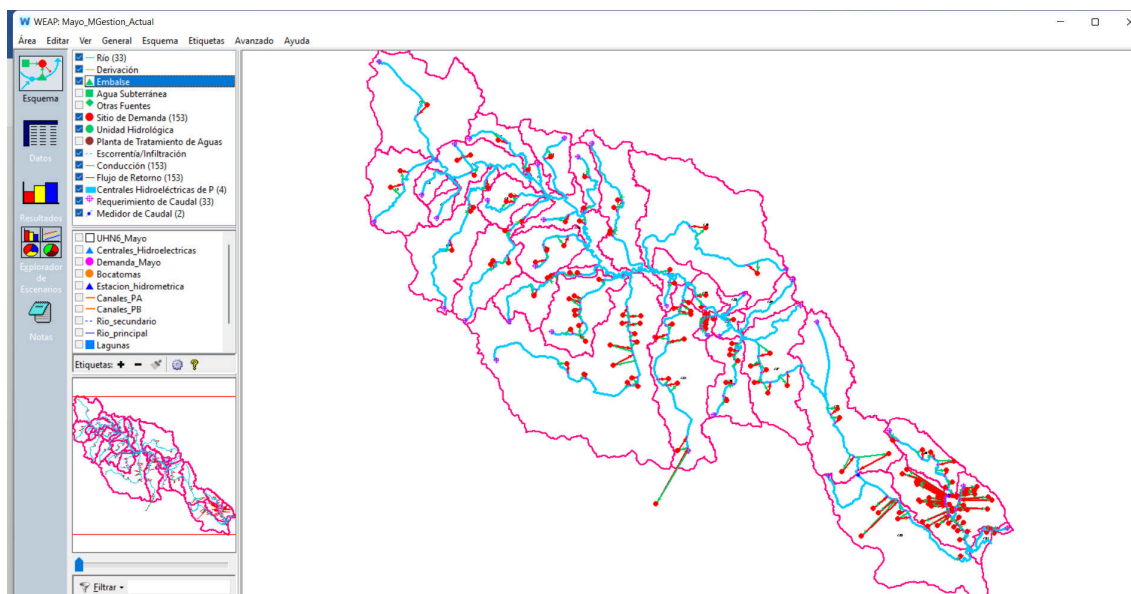 WEAP: Mayo_MGestion_Actual
Área Editar Ver General Esquema Etiquetas Avanzado Ayuda
Esquema
Datos
Resultados
Explorador
de
Escenarios
Notas
Río (33)
Derivación
Embalse
Agua Subterránea
Otras Fuentes
Sitio de Demanda (153)
Unidad Hidrológica
Planta de Tratamiento de Aguas
Escorrentía/Infiltración
Conducción (153)
Flujo de Retorno (153)
Centrales Hidroeléctricas de P (4)
Requerimiento de Caudal (33)
Medidor de Caudal (2)
UHN6_Mayo
Centrales_Hidroelectricas
Demanda_Mayo
Bocatomas
Estacion_hidrometrica
Canales_PA
Canales_PB
Rio_secundario
Rio_principal
Lagunas
Etiquetas:
Filtrar